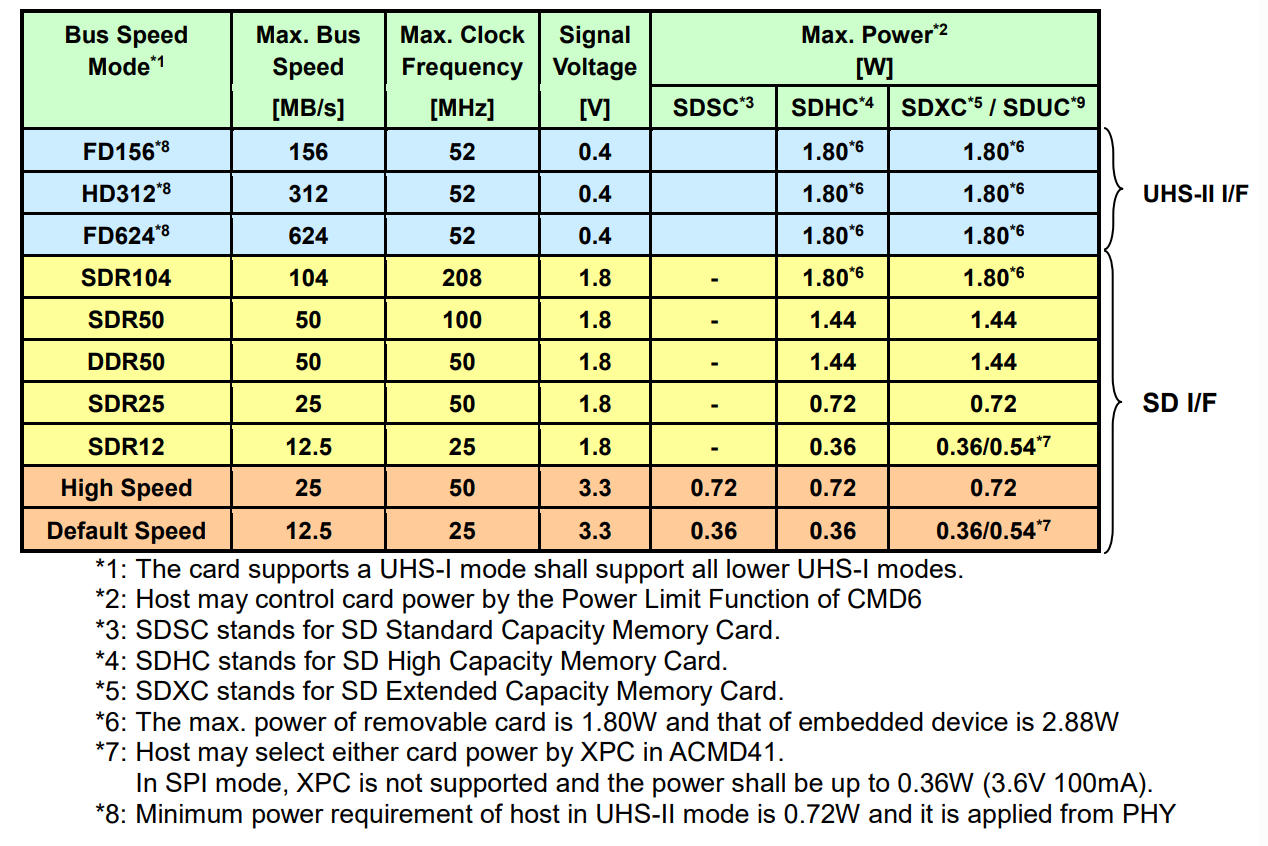 Bus Speed Mode*1 Max. Bus Speed [MB/s] Max. Clock Frequency [MHz] Signal Voltage [V] Max. Power*2 [W]
SDSC*3 SDHC*4 SDXC*5 / SDUC*9
FD156*8 156 52 0.4 1.80*6 1.80*6
HD312*8 312 52 0.4 1.80*6 1.80*6
UHS-II I/F
FD624*8 624 52 0.4 1.80*6 1.80*6
SDR104 104 208 1.8 - 1.80*6 1.80*6
SDR50 50 100 1.8 - 1.44 1.44
DDR50 50 50 1.8 - 1.44 1.44
SDR25 25 50 1.8 - 0.72 0.72
SD I/F
SDR12 12.5 25 1.8 - 0.36 0.36/0.54*7
High Speed 25 50 3.3 0.72 0.72 0.72
Default Speed 12.5 25 3.3 0.36 0.36 0.36/0.54*7
*1: The card supports a UHS-I mode shall support all lower UHS-I modes.
*2: Host may control card power by the Power Limit Function of CMD6
*3: SDSC stands for SD Standard Capacity Memory Card.
*4: SDHC stands for SD High Capacity Memory Card.
*5: SDXC stands for SD Extended Capacity Memory Card.
*6: The max. power of removable card is 1.80W and that of embedded device is 2.88W
*7: Host may select either card power by XPC in ACMD41.
In SPI mode, XPC is not supported and the power shall be up to 0.36W (3.6V 100mA).
*8: Minimum power requirement of host in UHS-II mode is 0.72W and it is applied from PHY